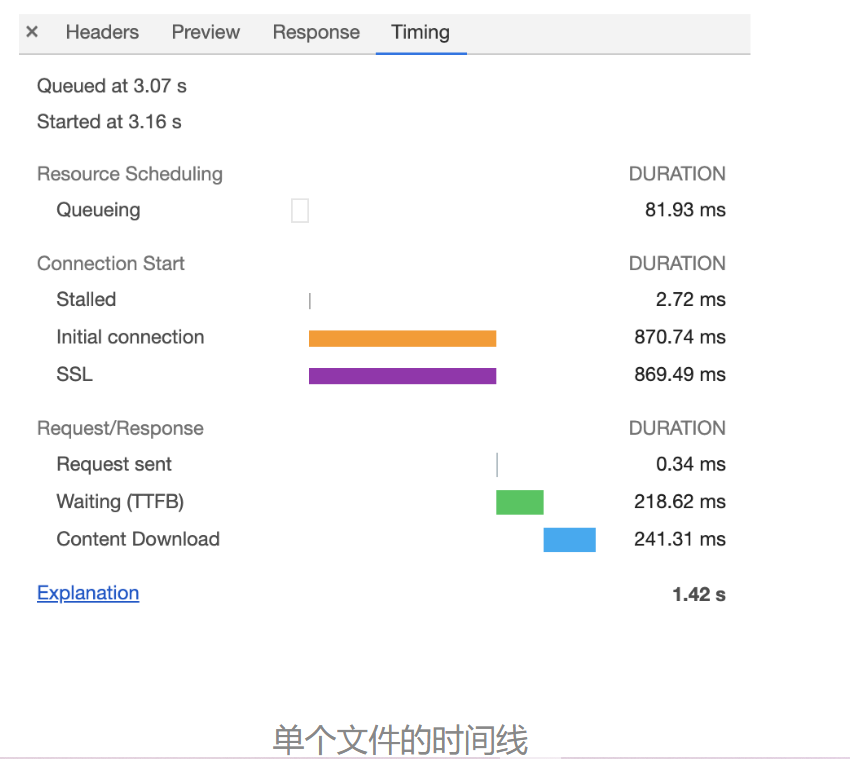 × Headers Preview Response Timing
Queued at 3.07 s
Started at 3.16 s
Resource Scheduling DURATION
Queueing 81.93 ms
Connection Start DURATION
Stalled 2.72 ms
Initial connection 870.74 ms
SSL 869.49 ms
Request/Response DURATION
Request sent 0.34 ms
Waiting (TTFB) 218.62 ms
Content Download 241.31 ms
Explanation 1.42 s
单个文件的时间线